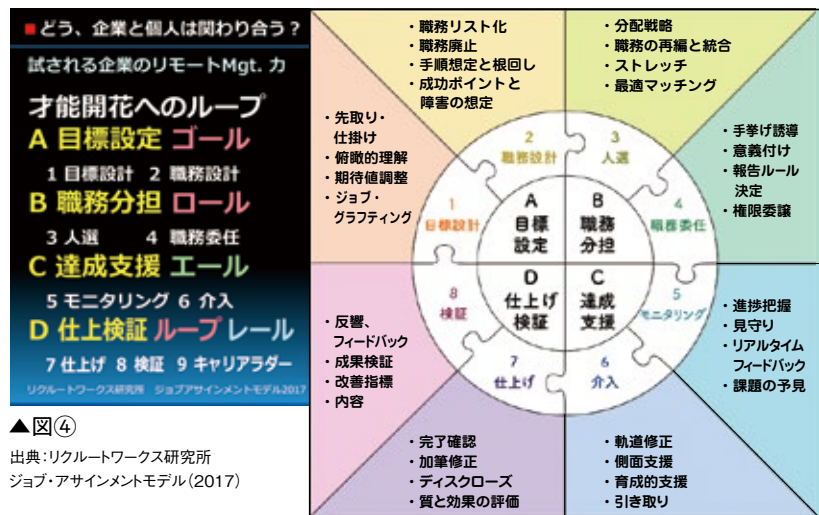 ■どう、企業と個人は関わり合う？
試される企業のリモートMgt. 力
才能開花へのループ
A 目標設定 ゴール
1 目標設計 2 職務設計
B 職務分担 ロール
3 人選 4 職務委任
C 達成支援 エール
5 モニタリング 6 介入
D 仕上検証 ループ レール
7 仕上げ 8 検証 9 キャリアラダー
リクルートワークス研究所 ジョブアサインメントモデル2017
▲図④
出典：リクルートワークス研究所
ジョブ・アサインメントモデル（2017）
・先取り・
仕掛け
・俯瞰的理解
・期待値調整
・ジョブ・
グラフティング
・職務リスト化
・職務廃止
・手順想定と根回し
・成功ポイントと
障害の想定
・分配戦略
・職務の再編と統合
・ストレッチ
・最適マッチング
・手挙げ誘導
・意義付け
・報告ルール
決定
・権限委譲
・進捗把握
・見守り
・リアルタイム
フィードバック
・課題の予見
・軌道修正
・側面支援
・育成的支援
・引き取り
・完了確認
・加筆修正
・ディスクローズ
・質と効果の評価
・反響、
フィードバック
・成果検証
・改善指標
・内容
1
目標設計
2
職務設計
3
人選
4
職務委任
5
モニタリング
6
介入
7
仕上げ
8
検証
A
目標
設定
B
職務
分担
C
達成
支援
D
仕上げ
検証